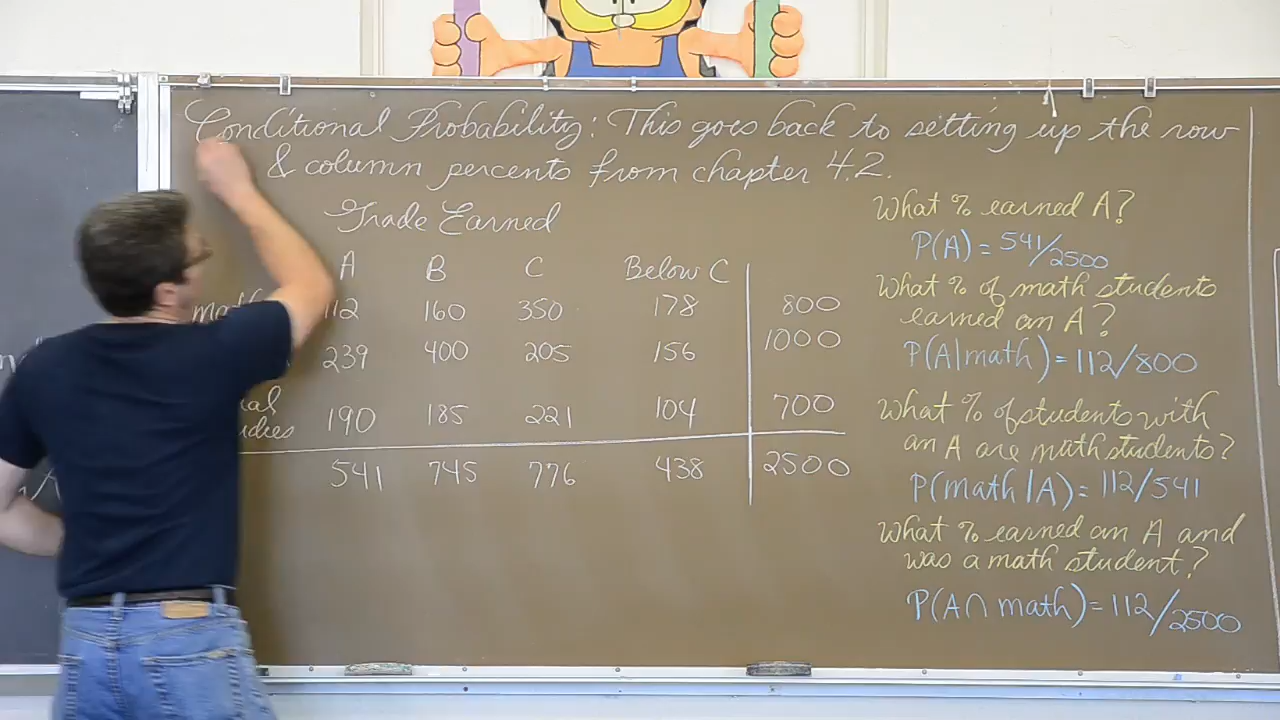 Conditional Probability: This goes back to setting up the row
& column percents from chapter 4.2.
Grade Earned
A B C Below C
math 112 160 350 178 800
239 400 205 156 1000
190 185 221 104 700
541 745 776 438 2500
What % earned A?
P(A) = 541/2500
What % of math students
earned an A?
P(A|math) = 112/800
What % of students with
an A are math students?
P(math|A) = 112/541
What % earned an A and
was a math student?
P(A∩math) = 112/2500